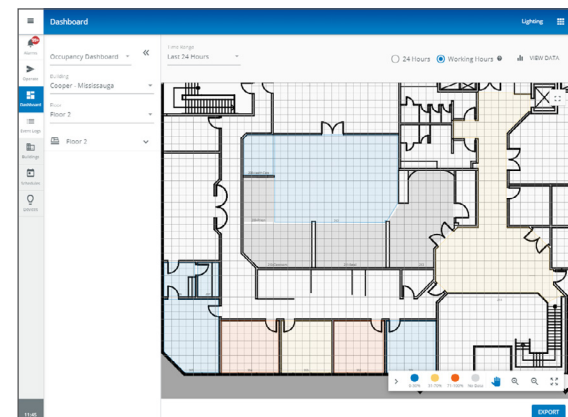 Dashboard
Lighting
Alarms
Operate
Dashboard
Event Logs
Buildings
Schedules
Occupancy Dashboard
Building
Cooper - Mississauga
Floor
Floor 2
Floor 2
Time Range
Last 24 Hours
24 Hours
Working Hours
VIEW DATA
0-30%
31-70%
71-100%
No Data
EXPORT
11:45